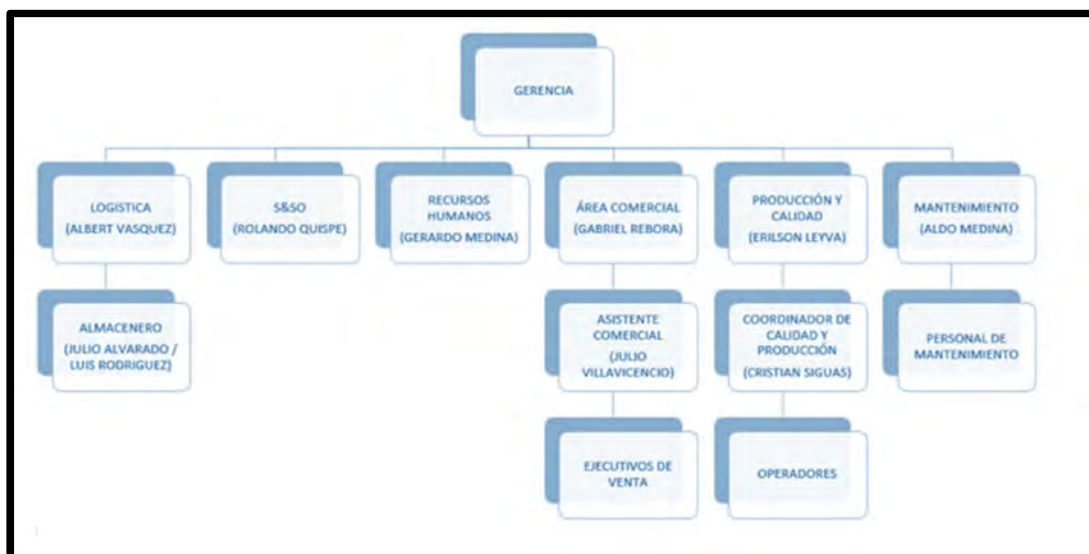 GERENCIA
LOGISTICA
(ALBERT VASQUEZ)
S&SO
(ROLANDO QUISPE)
RECURSOS
HUMANOS
(GERARDO MEDINA)
ÁREA COMERCIAL
(GABRIEL REBORA)
PRODUCCIÓN Y
CALIDAD
(ERILSON LEYVA)
MANTENIMIENTO
(ALDO MEDINA)
ALMACENERO
(JULIO ALVARADO /
LUIS RODRIGUEZ)
ASISTENTE
COMERCIAL
(JULIO
VILLAVICENCIO)
COORDINADOR DE
CALIDAD Y
PRODUCCIÓN
(CRISTIAN SIGUAS)
PERSONAL DE
MANTENIMIENTO
EJECUTIVOS DE
VENTA
OPERADORES